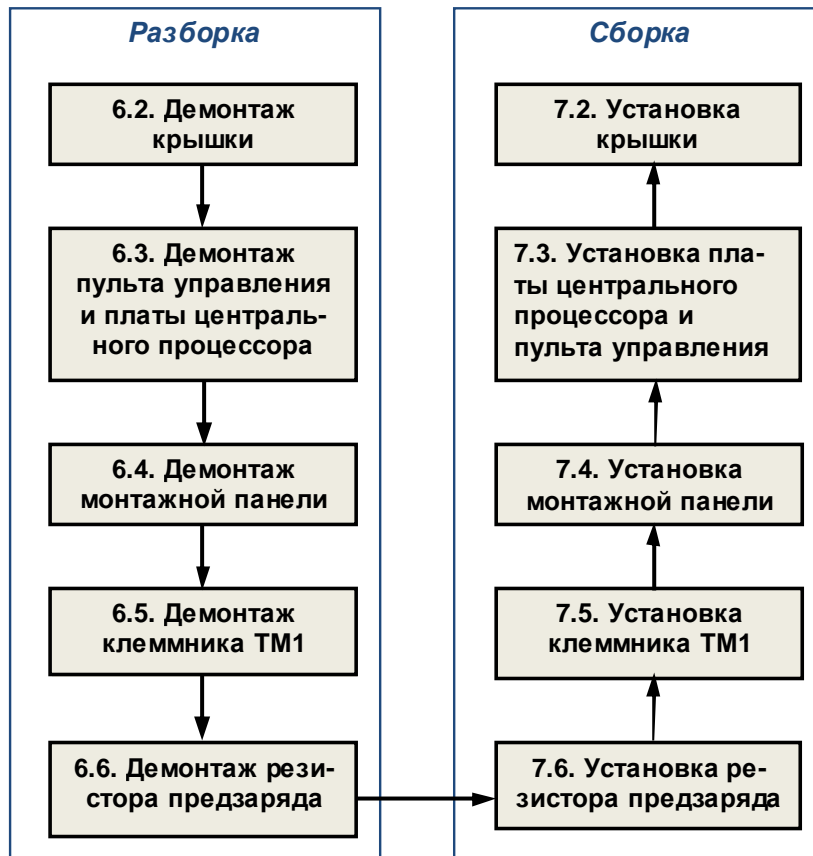 Разборка
6.2. Демонтаж
крышки
6.3. Демонтаж
пульта управления
и платы централь-
ного процессора
6.4. Демонтаж
монтажной панели
6.5. Демонтаж
клеммника ТМ1
6.6. Демонтаж рези-
стора предзаряда
Сборка
7.2. Установка
крышки
7.3. Установка пла-
ты центрального
процессора и
пульта управления
7.4. Установка
монтажной панели
7.5. Установка
клеммника ТМ1
7.6. Установка ре-
зистора предзаряда.